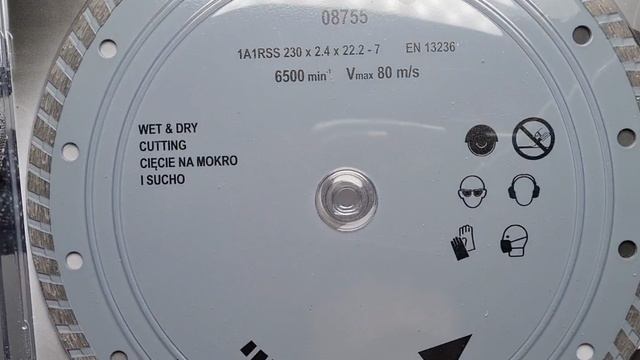 08755
1A1RSS 230 x 2.4 x 22.2 - 7 EN 13236
6500 min⁻¹ Vmax 80 m/s
WET & DRY
CUTTING
CIĘCIE NA MOKRO
I SUCHO